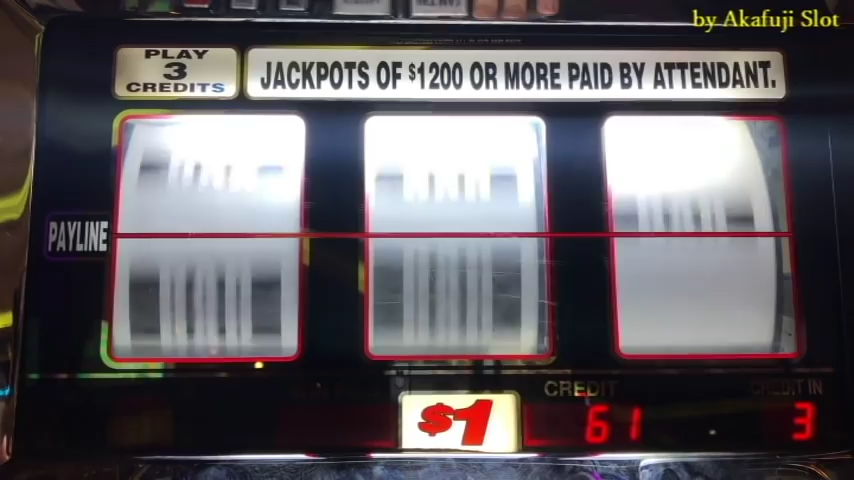 by Akafuji Slot
PLAY
3
CREDITS
JACKPOTS OF $1200 OR MORE PAID BY ATTENDANT.
PAYLINE
CREDIT
CREDIT IN
$1
61
3